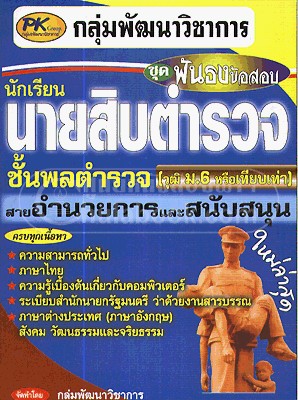 PK Group
กลุ่มพัฒนาวิชาการ
ชุด ฟันธงข้อสอบ
นักเรียน
นายสิบตำรวจ
ชั้นพลตำรวจ (วุฒิ ม.6 หรือเทียบเท่า)
สายอำนวยการและสนับสนุน
ครบทุกเนื้อหา
★ ความสามารถทั่วไป
★ ภาษาไทย
★ ความรู้เบื้องต้นเกี่ยวกับคอมพิวเตอร์
★ ระเบียบสำนักนายกรัฐมนตรี ว่าด้วยงานสารบรรณ
★ ภาษาต่างประเทศ (ภาษาอังกฤษ)
สังคม วัฒนธรรมและจริยธรรม
ใหม่ล่าสุด
จัดทำโดย กลุ่มพัฒนาวิชาการ